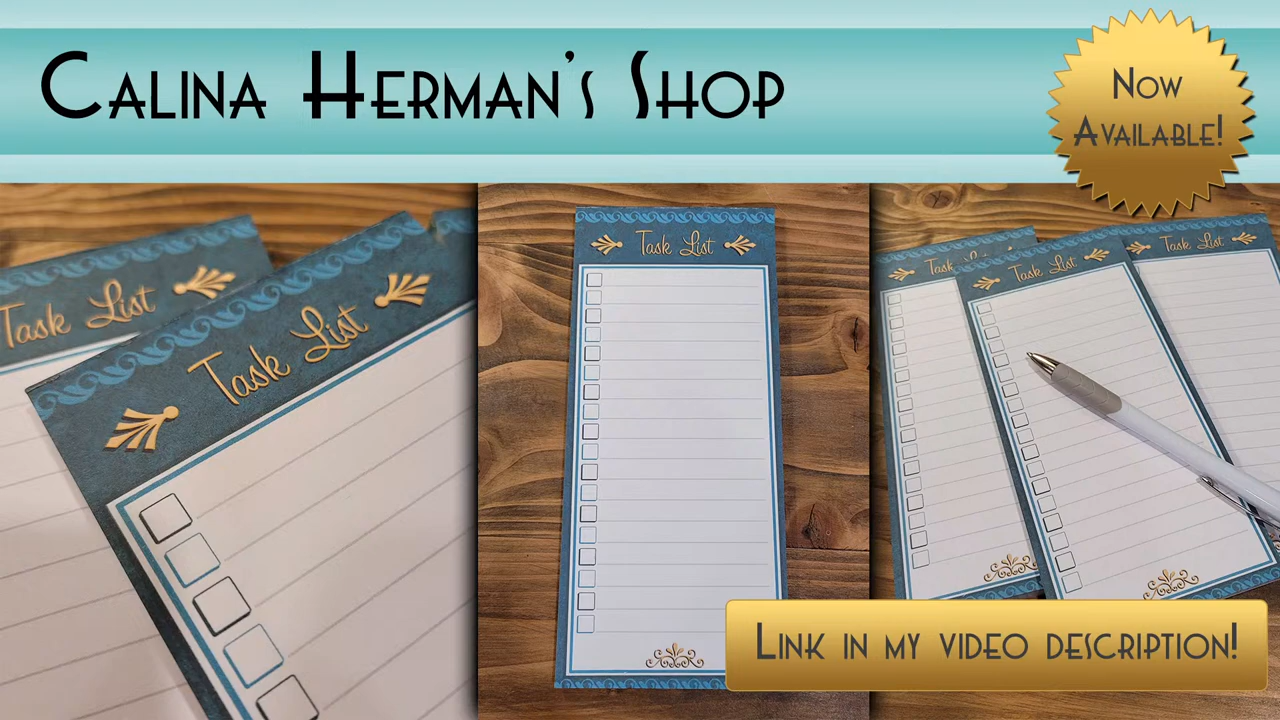 Calina Herman's Shop
Now
Available!
Task List
Task List
Task List
Task
Task List
Task List
Link in my video description!